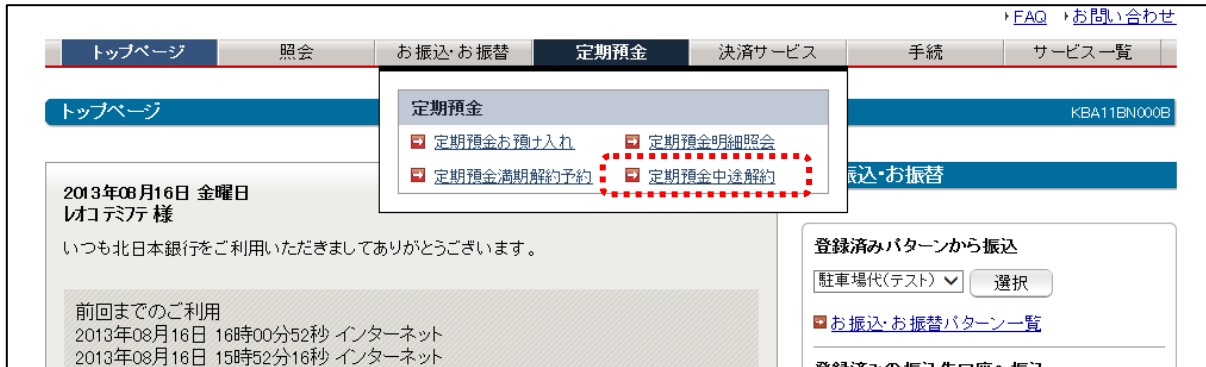 FAQ お問い合わせ
トップページ 照会 お振込・お振替 定期預金 決済サービス 手続 サービス一覧
定期預金
定期預金お預け入れ 定期預金明細照会
定期預金満期解約予約 定期預金中途解約
トップページ KBA11BN000B
振込・お振替
2013年08月16日 金曜日
レオコ テミフテ 様
いつも北日本銀行をご利用いただきましてありがとうございます。
登録済みパターンから振込
駐車場代(テスト) 選択
お振込・お振替パターン一覧
前回までのご利用
2013年08月16日 16時00分52秒 インターネット
2013年08月16日 15時52分16秒 インターネット